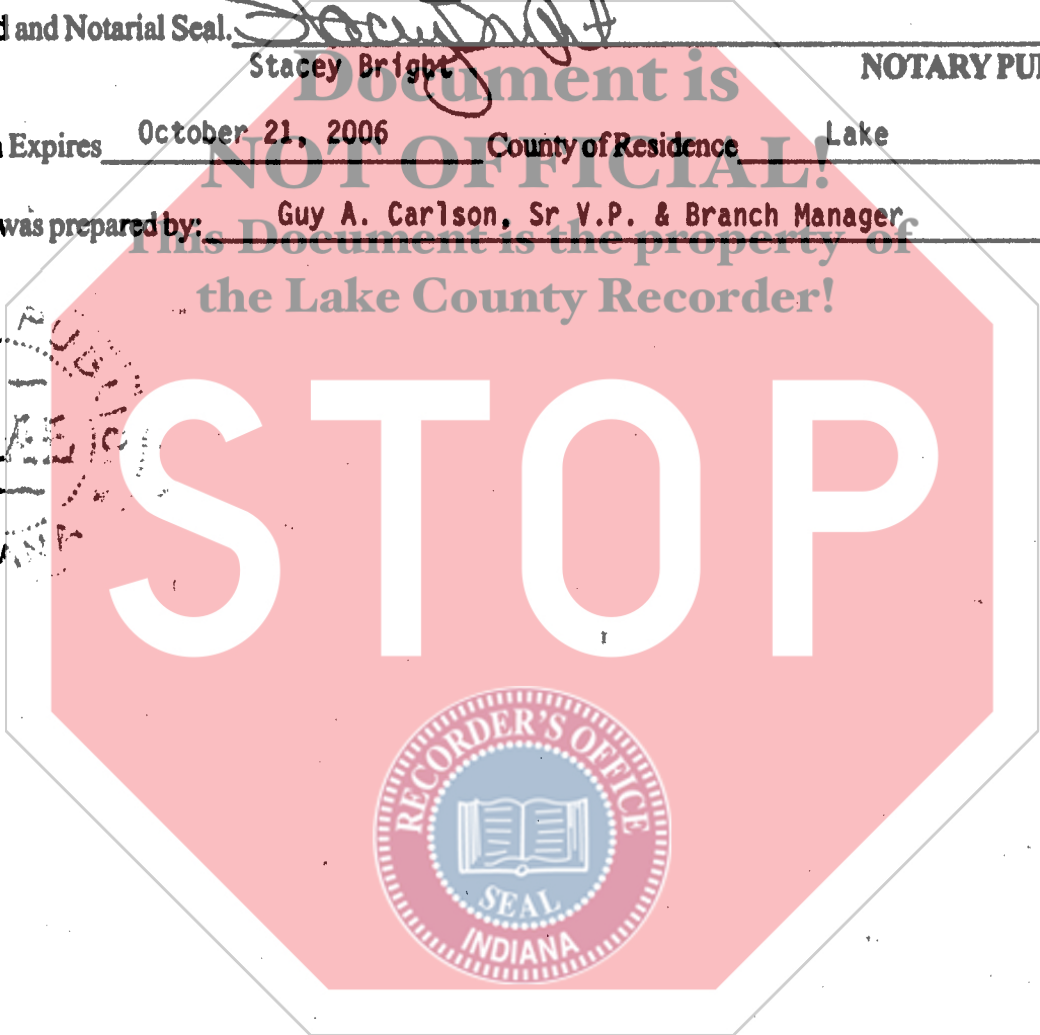 and Notarial Seal. Stacey Bright
Stacey Bright NOTARY PU
Document is
Expires October 21, 2006 County of Residence Lake
NOT OFFICIAL!
was prepared by: Guy A. Carlson, Sr V.P. & Branch Manager
This Document is the property of
the Lake County Recorder!
STOP
RECORDER'S OFFICE
SEAL
INDIANA